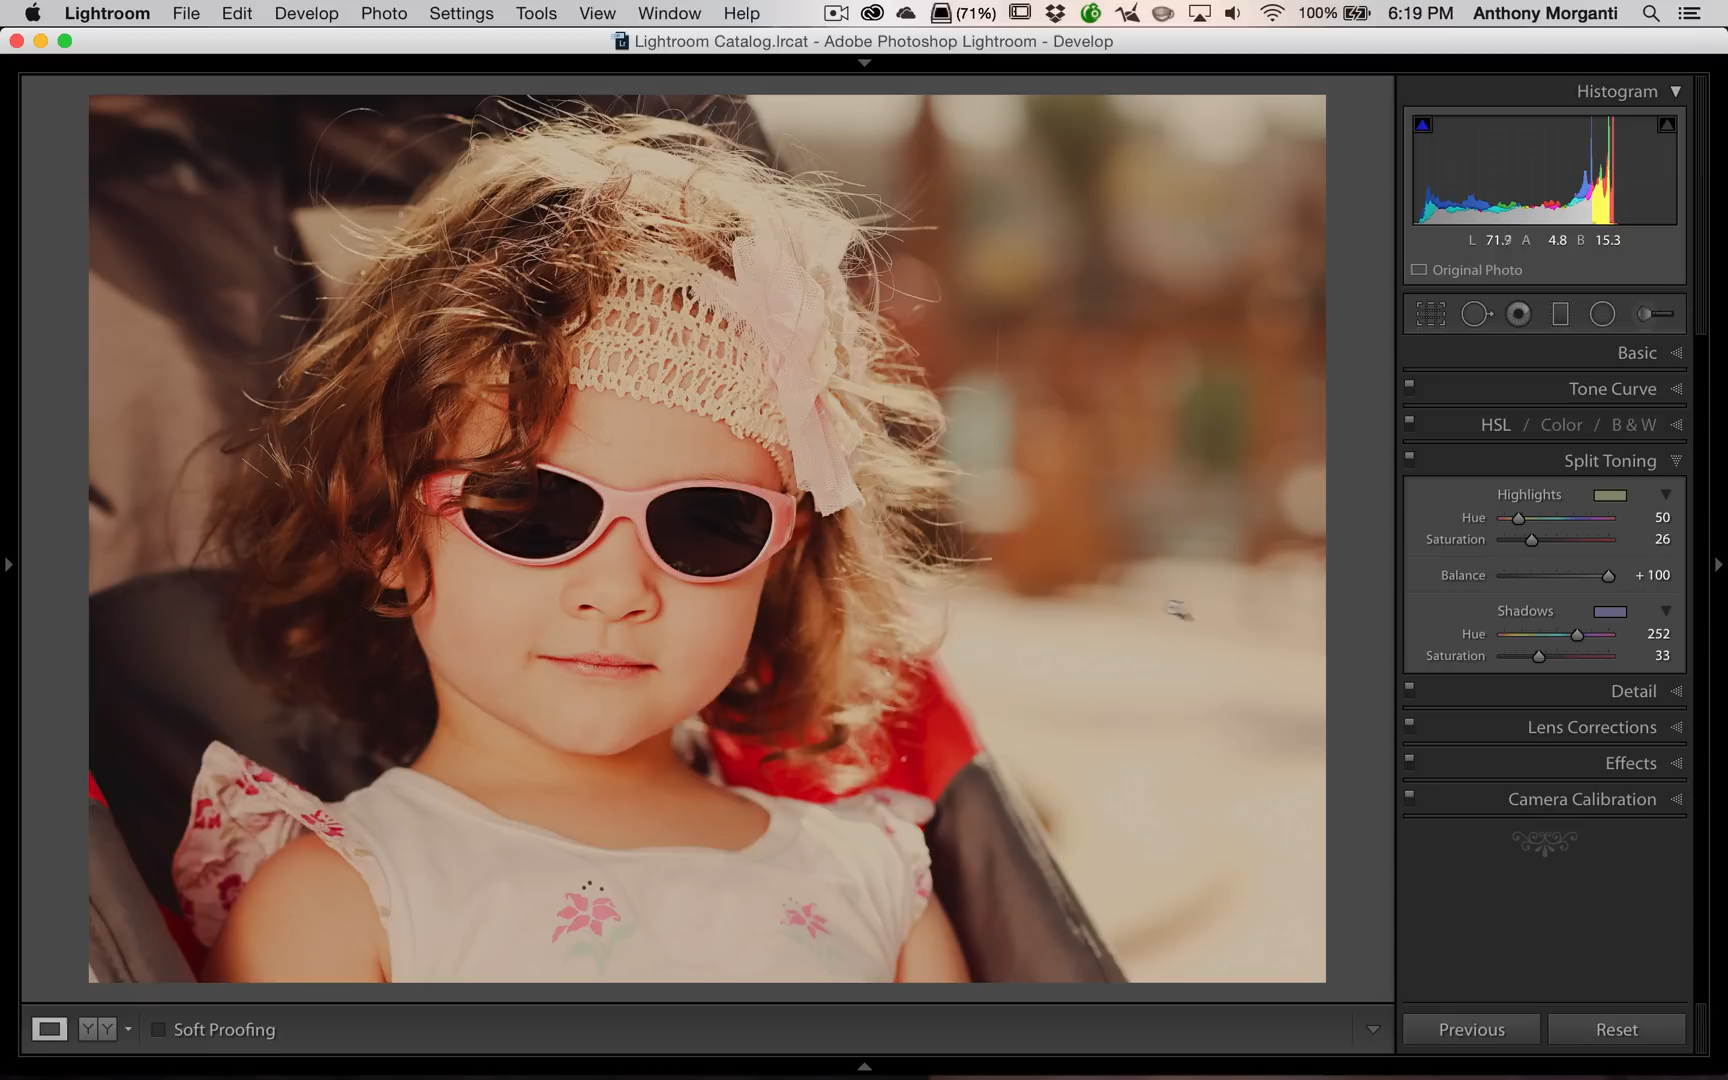 Lightroom File Edit Develop Photo Settings Tools View Window Help (71%) 100% 6:19 PM Anthony Morganti
Lightroom Catalog.lrcat - Adobe Photoshop Lightroom - Develop
Histogram
L 71.9 A 4.8 B 15.3
Original Photo
Basic
Tone Curve
HSL / Color / B & W
Split Toning
Highlights
Hue 50
Saturation 26
Balance + 100
Shadows
Hue 252
Saturation 33
Detail
Lens Corrections
Effects
Camera Calibration
Y Y Soft Proofing
Previous Reset